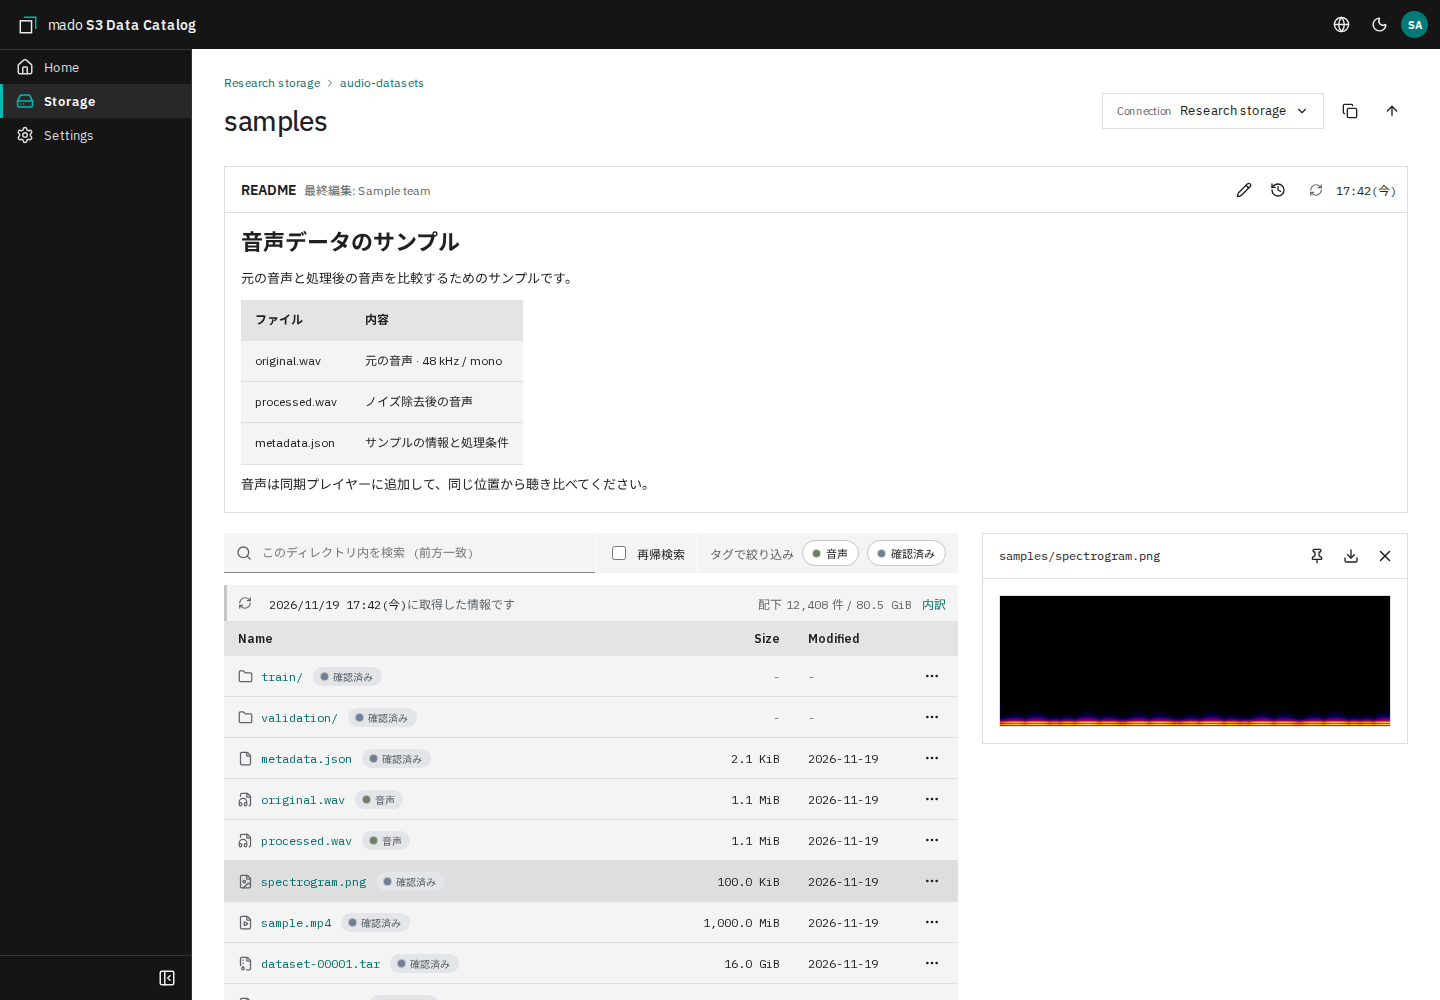 mado S3 Data Catalog
SA
Home
Storage
Settings
Research storage > audio-datasets
samples
Connection Research storage
README 最終編集: Sample team
17:42(今)
音声データのサンプル
元の音声と処理後の音声を比較するためのサンプルです。
ファイル 内容
original.wav 元の音声 · 48 kHz / mono
processed.wav ノイズ除去後の音声
metadata.json サンプルの情報と処理条件
音声は同期プレイヤーに追加して、同じ位置から聴き比べてください。
このディレクトリ内を検索 (前方一致)
再帰検索
タグで絞り込み 音声 確認済み
2026/11/19 17:42(今)に取得した情報です
配下 12,408 件 / 80.5 GiB 内訳
Name Size Modified
train/ 確認済み - -
validation/ 確認済み - -
metadata.json 確認済み 2.1 KiB 2026-11-19
original.wav 音声 1.1 MiB 2026-11-19
processed.wav 音声 1.1 MiB 2026-11-19
spectrogram.png 確認済み 100.0 KiB 2026-11-19
sample.mp4 確認済み 1,000.0 MiB 2026-11-19
dataset-00001.tar 確認済み 16.0 GiB 2026-11-19
samples/spectrogram.png